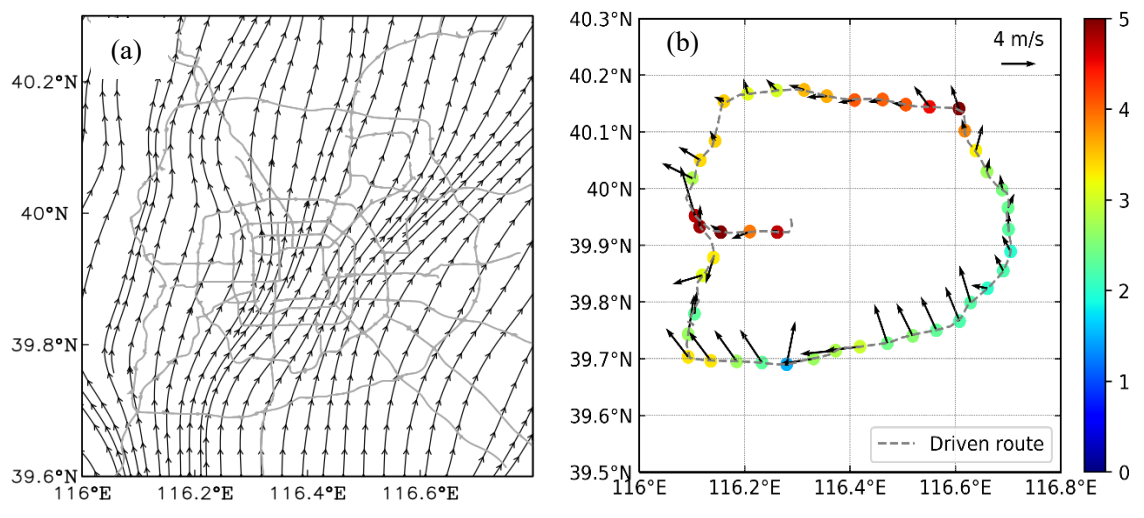 (a)
40.2°N
40°N
39.8°N
39.6°N
116°E
116.2°E
116.4°E
116.6°E
(b)
4 m/s
40.3°N
40.2°N
40.1°N
40°N
39.9°N
39.8°N
39.7°N
39.6°N
39.5°N
116°E
116.2°E
116.4°E
116.6°E
116.8°E
Driven route
5
4
3
2
1
0